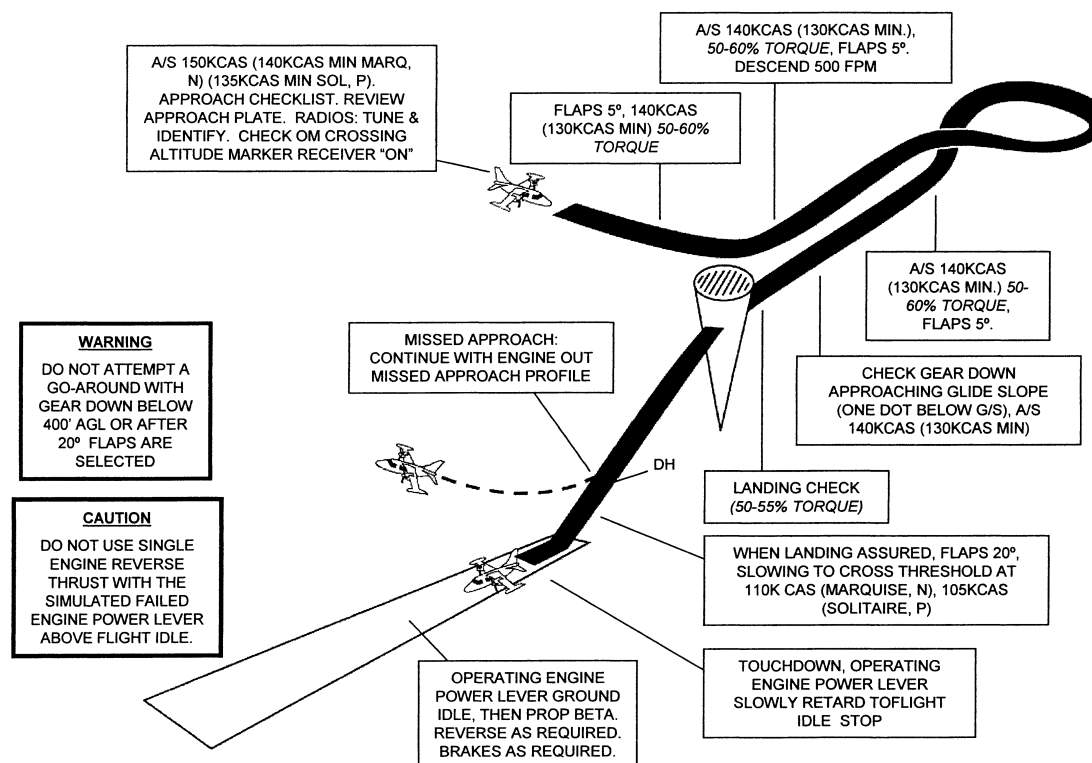 A/S 150KCAS (140KCAS MIN MARQ,
N) (135KCAS MIN SOL, P).
APPROACH CHECKLIST. REVIEW
APPROACH PLATE. RADIOS: TUNE &
IDENTIFY. CHECK OM CROSSING
ALTITUDE MARKER RECEIVER "ON"
FLAPS 5º, 140KCAS
(130KCAS MIN) 50-60%
TORQUE
A/S 140KCAS (130KCAS MIN.),
50-60% TORQUE, FLAPS 5º.
DESCEND 500 FPM
A/S 140KCAS
(130KCAS MIN.) 50-
60% TORQUE,
FLAPS 5º.
CHECK GEAR DOWN
APPROACHING GLIDE SLOPE
(ONE DOT BELOW G/S), A/S
140KCAS (130KCAS MIN)
LANDING CHECK
(50-55% TORQUE)
MISSED APPROACH:
CONTINUE WITH ENGINE OUT
MISSED APPROACH PROFILE
DH
WARNING
DO NOT ATTEMPT A
GO-AROUND WITH
GEAR DOWN BELOW
400' AGL OR AFTER
20º FLAPS ARE
SELECTED
CAUTION
DO NOT USE SINGLE
ENGINE REVERSE
THRUST WITH THE
SIMULATED FAILED
ENGINE POWER LEVER
ABOVE FLIGHT IDLE.
WHEN LANDING ASSURED, FLAPS 20º,
SLOWING TO CROSS THRESHOLD AT
110K CAS (MARQUISE, N), 105KCAS
(SOLITAIRE, P)
TOUCHDOWN, OPERATING
ENGINE POWER LEVER
SLOWLY RETARD TOFLIGHT
IDLE STOP
OPERATING ENGINE
POWER LEVER GROUND
IDLE, THEN PROP BETA.
REVERSE AS REQUIRED.
BRAKES AS REQUIRED.